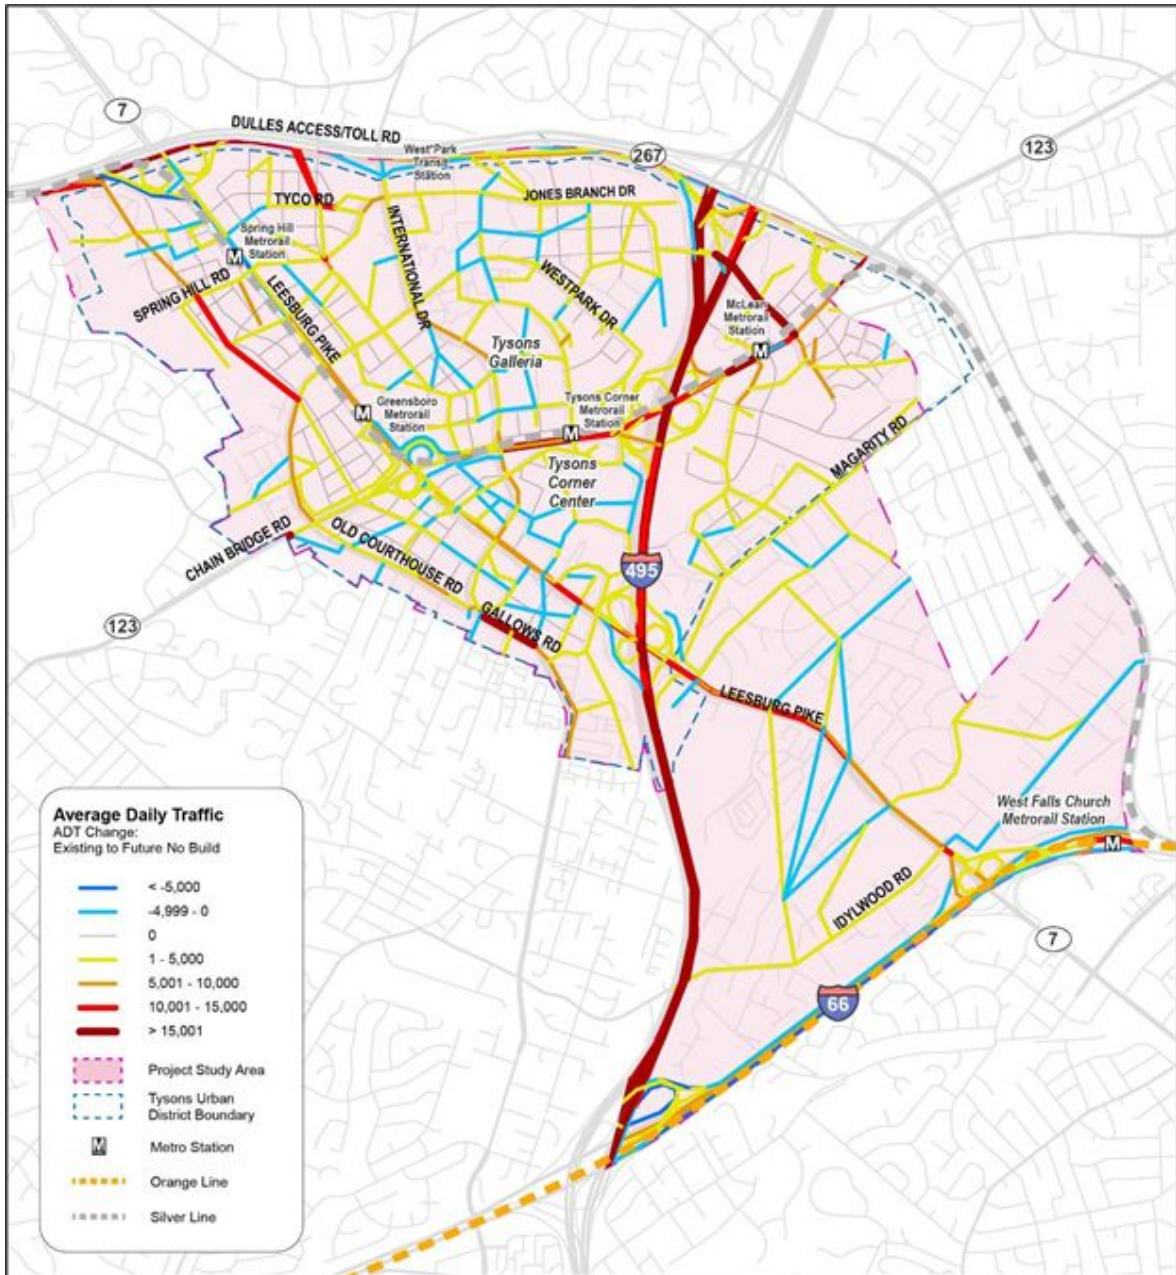 7
DULLES ACCESS/TOLL RD
West*Park
Transit
Station
267
123
TYCO RD
JONES BRANCH DR
INTERNATIONAL DR
Spring Hill
Metrorail
Station
M
SPRING HILL RD
LEESBURG PIKE
WESTPARK DR
McLean
Metrorail
Station
M
Tysons
Galleria
Greensboro
Metrorail
Station
M
Tysons Corner
Metrorail
Station
M
MAGARITY RD
Tysons
Corner
Center
CHAIN BRIDGE RD
OLD COURTHOUSE RD
495
123
GALLOWS RD
LEESBURG PIKE
West Falls Church
Metrorail Station
M
IDYLWOOD RD
7
66
Average Daily Traffic
ADT Change:
Existing to Future No Build
< -5,000
-4,999 - 0
0
1 - 5,000
5,001 - 10,000
10,001 - 15,000
> 15,001
Project Study Area
Tysons Urban
District Boundary
M
Metro Station
Orange Line
Silver Line